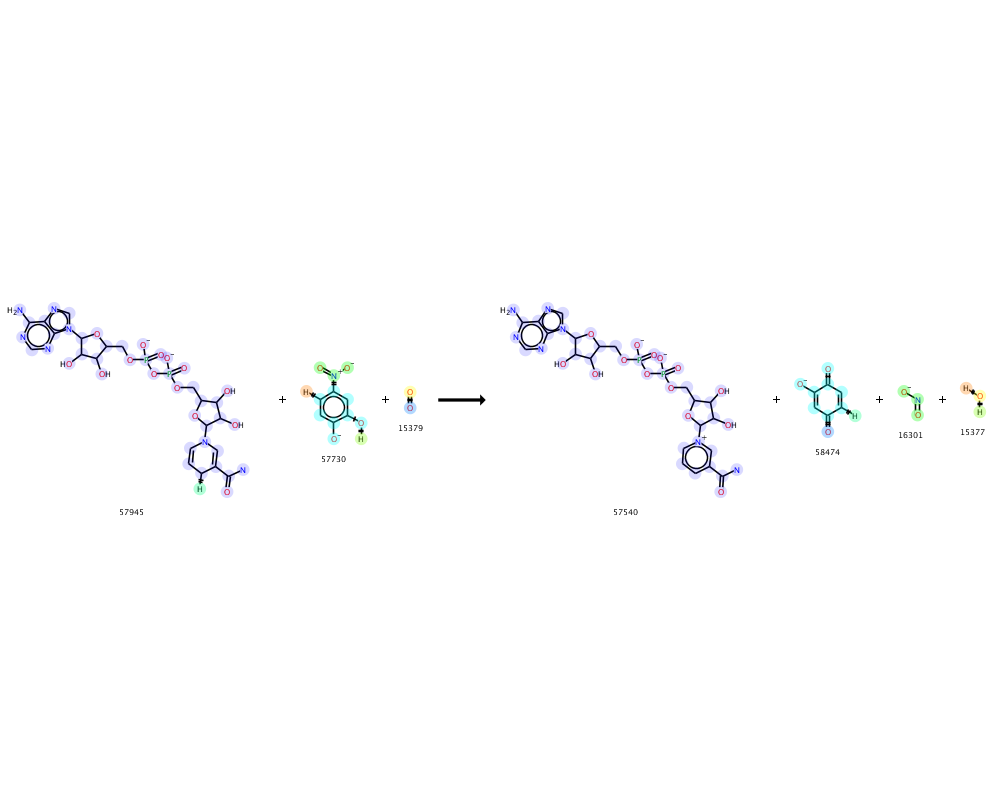 H₂N N N N N O HO OH O O⁻ P O O O⁻ P O O OH O OH N H O N
57945
+
O N⁺ O⁻ H O H O⁻
57730
+
O O
15379
H₂N N N N N O HO OH O O⁻ P O O O⁻ P O O OH O OH N⁺ O N
57540
+
O O⁻ H O
58474
+
O⁻ N O
16301
+
H O H
15377